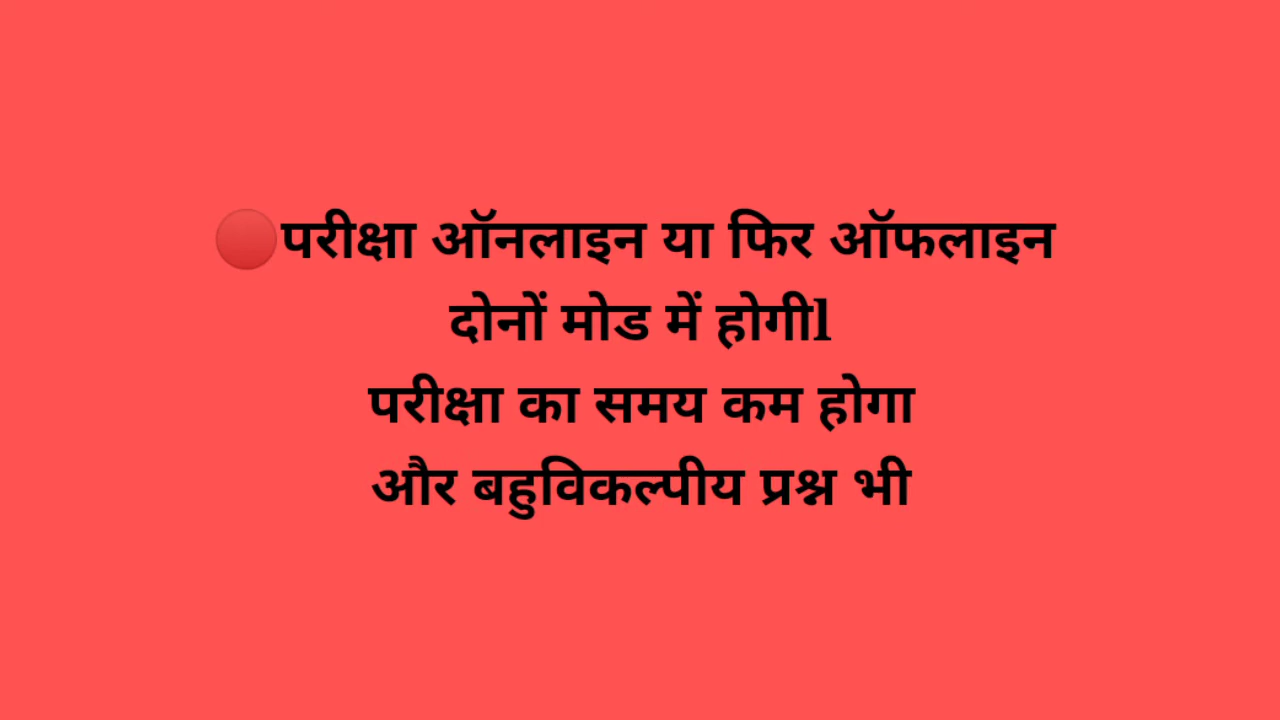 🔴परीक्षा ऑनलाइन या फिर ऑफलाइन
दोनों मोड में होगीl
परीक्षा का समय कम होगा
और बहुविकल्पीय प्रश्न भी